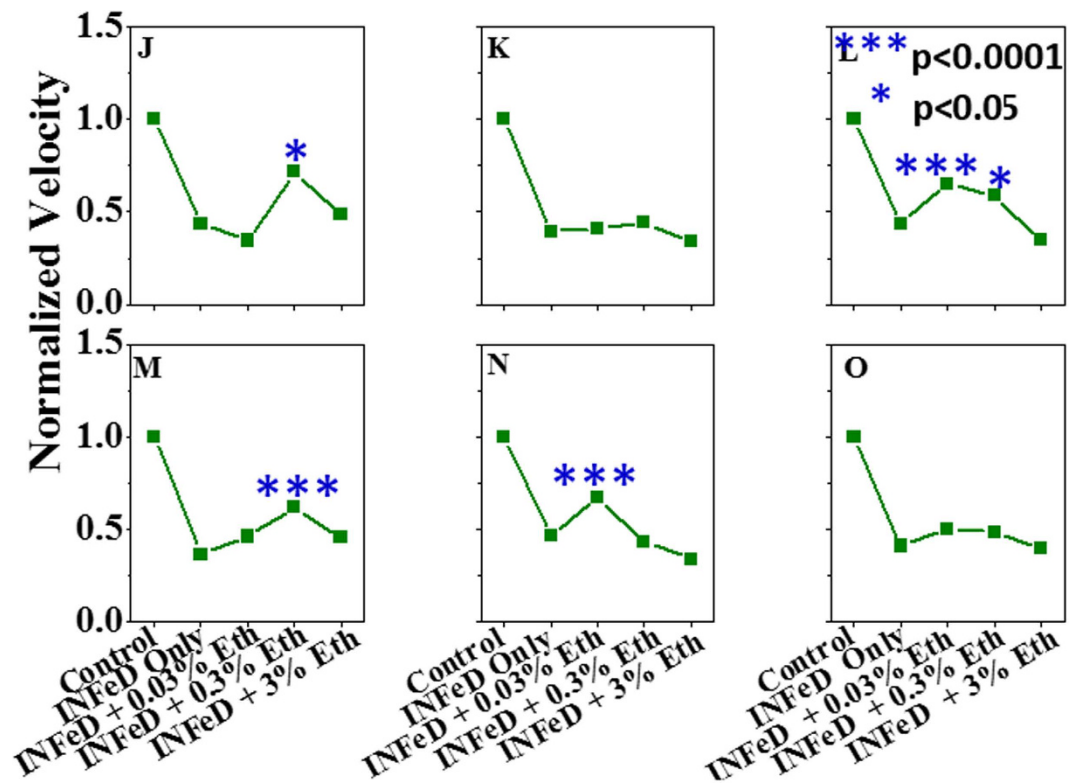 Normalized Velocity
1.5
1.0
0.5
0.0
J
*
K
L
*** p<0.0001
* p<0.05
***
*
Normalized Velocity
1.5
1.0
0.5
0.0
M
***
N
***
O
Control
INFeD Only
INFeD + 0.03% Eth
INFeD + 0.3% Eth
INFeD + 3% Eth
Control
INFeD Only
INFeD + 0.03% Eth
INFeD + 0.3% Eth
INFeD + 3% Eth
Control
INFeD Only
INFeD + 0.03% Eth
INFeD + 0.3% Eth
INFeD + 3% Eth